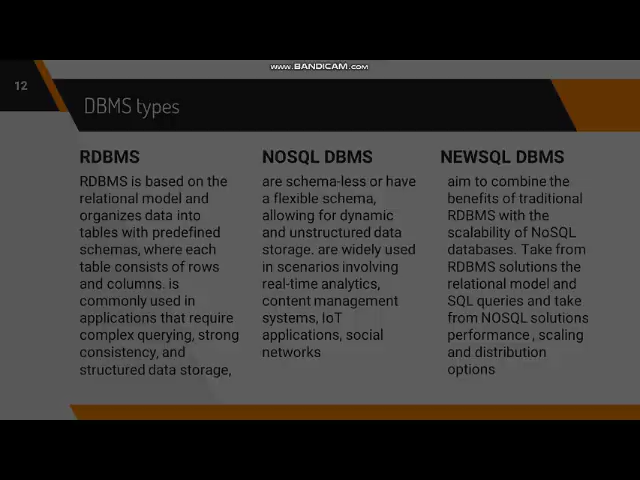 www.BANDICAM.com
12
DBMS types
RDBMS
RDBMS is based on the
relational model and
organizes data into
tables with predefined
schemas, where each
table consists of rows
and columns. is
commonly used in
applications that require
complex querying, strong
consistency, and
structured data storage,
NOSQL DBMS
are schema-less or have
a flexible schema,
allowing for dynamic
and unstructured data
storage. are widely used
in scenarios involving
real-time analytics,
content management
systems, IoT
applications, social
networks
NEWSQL DBMS
aim to combine the
benefits of traditional
RDBMS with the
scalability of NoSQL
databases. Take from
RDBMS solutions the
relational model and
SQL queries and take
from NOSQL solutions
performance , scaling
and distribution
options